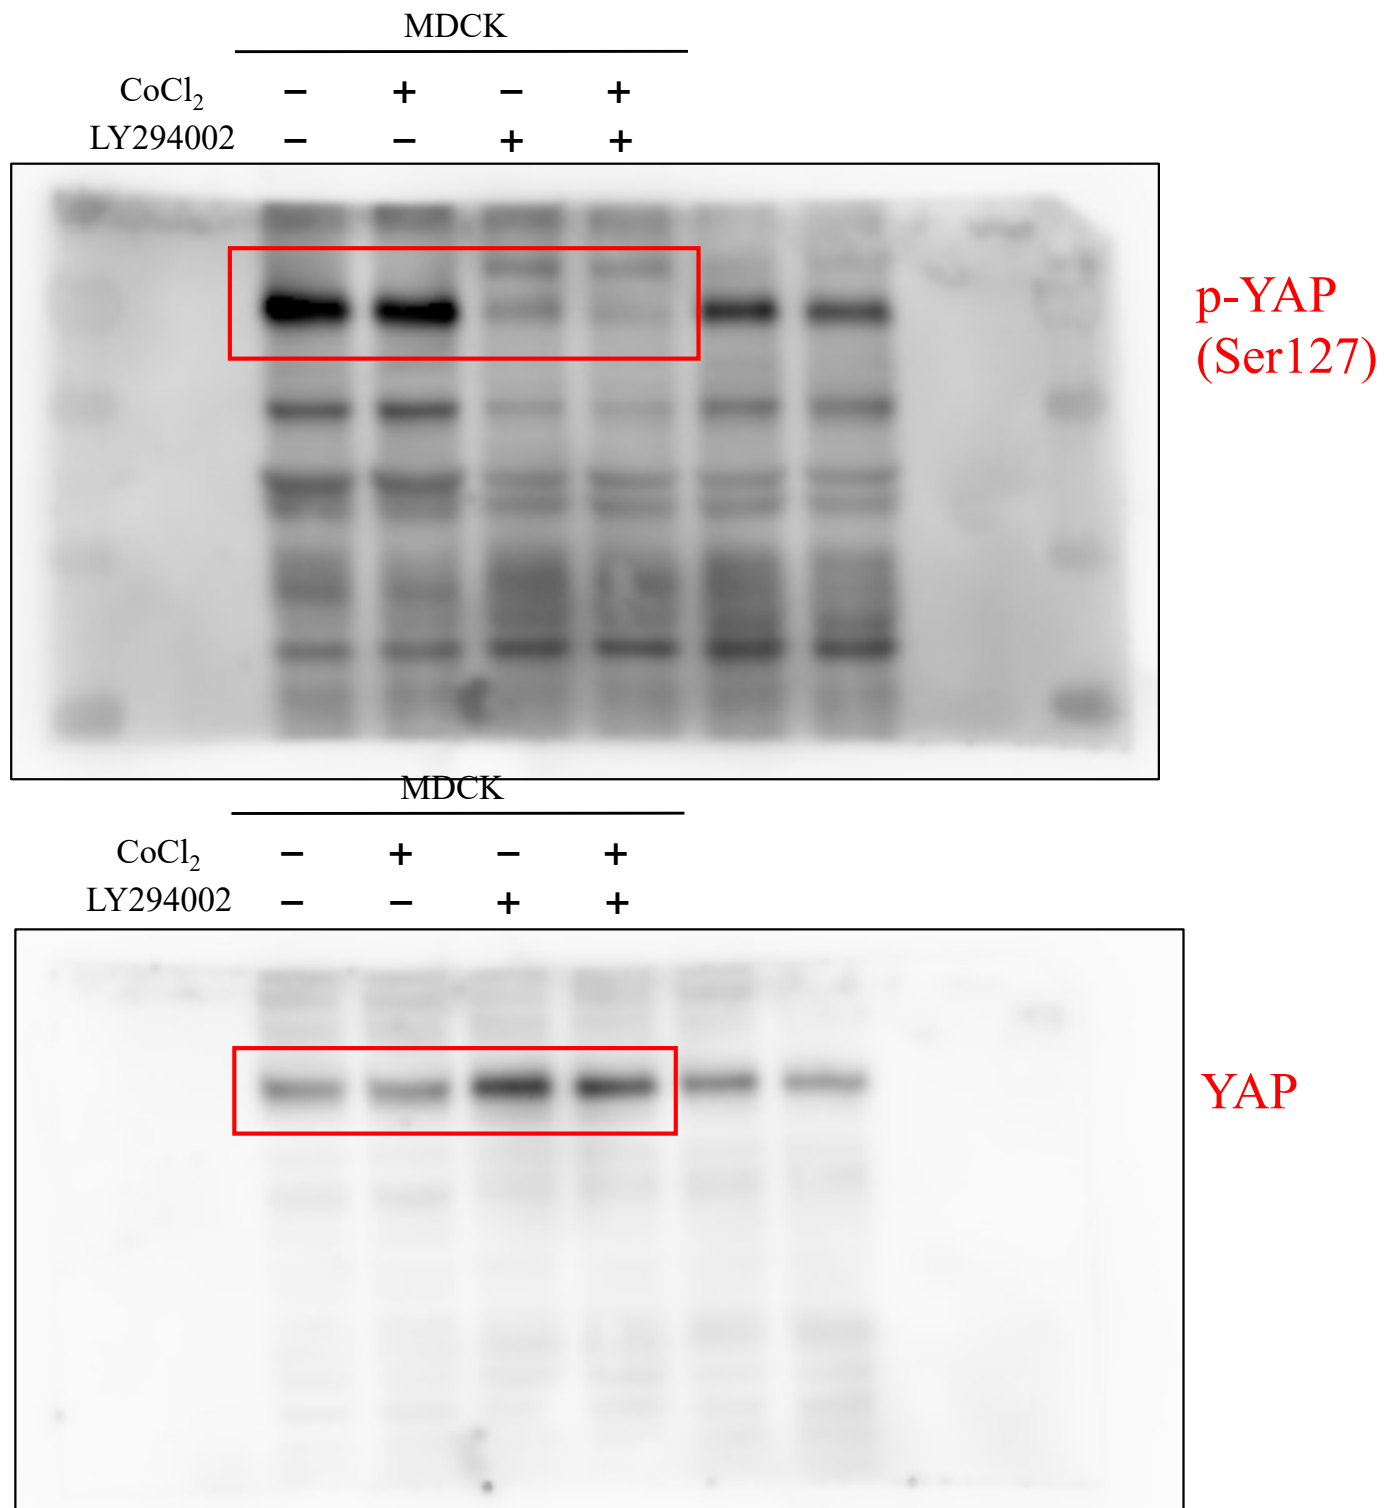 MDCK
CoCl₂ − + − +
LY294002 − − + +
p-YAP
(Ser127)
MDCK
CoCl₂ − + − +
LY294002 − − + +
YAP